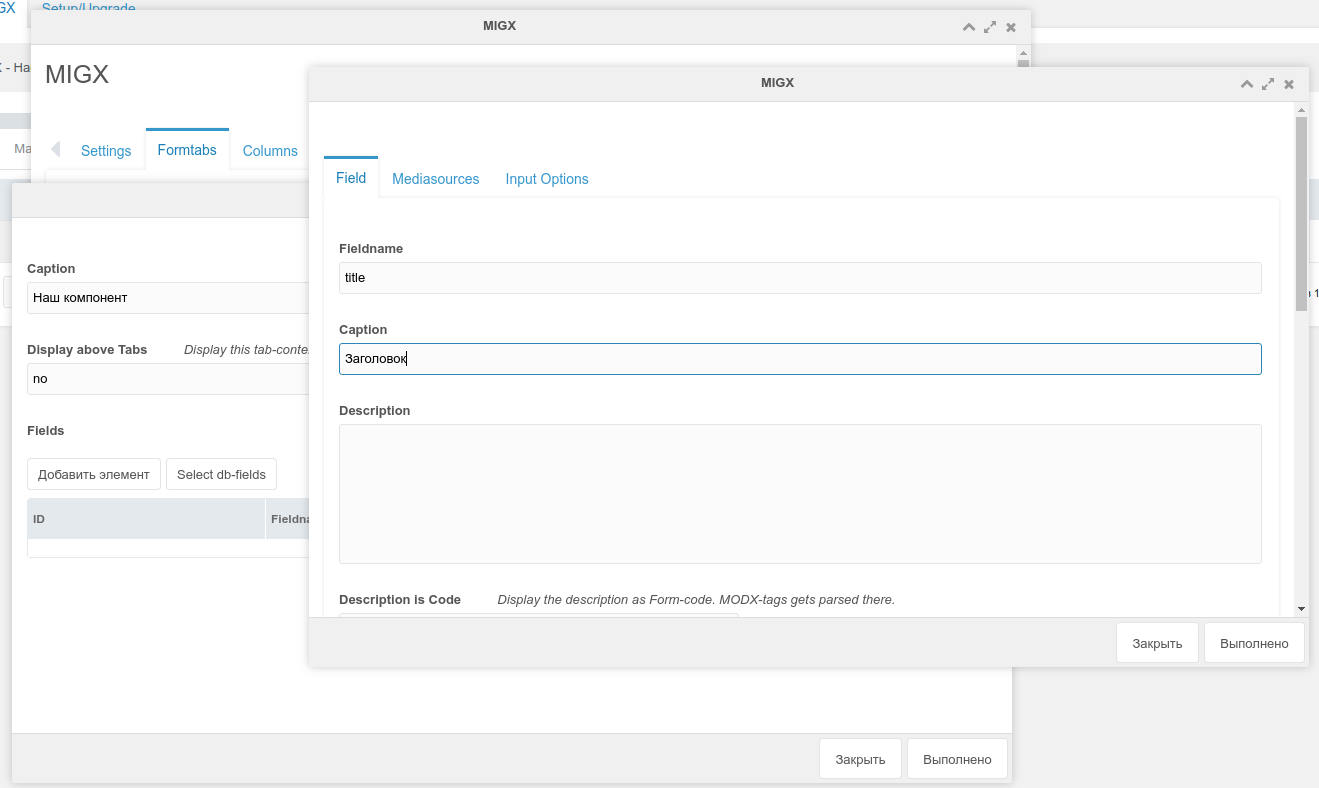 GX
Setup/Upgrade
MIGX
- На
MIGX
MIGX
Ma
Settings
Formtabs
Columns
Field
Mediasources
Input Options
Fieldname
title
Caption
Наш компонент
Caption
Заголовок
Display above Tabs
Display this tab-conte
no
Description
Fields
Добавить элемент
Select db-fields
ID
Fieldna
Description is Code
Display the description as Form-code. MODX-tags gets parsed there.
Закрыть
Выполнено
Закрыть
Выполнено